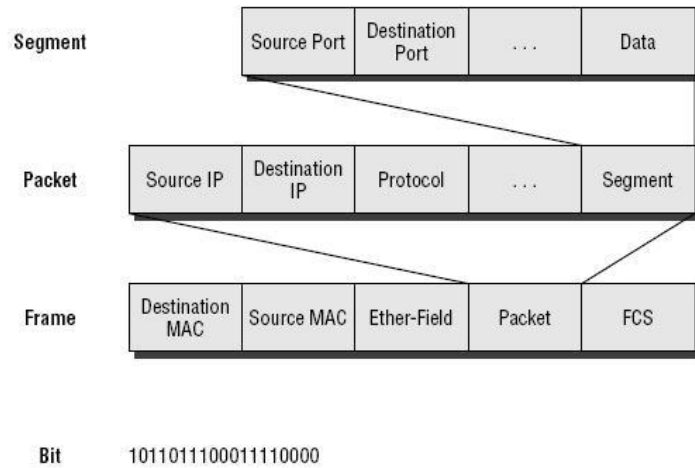 Segment
Source Port
Destination
Port
. . .
Data
Packet
Source IP
Destination
IP
Protocol
. . .
Segment
Frame
Destination
MAC
Source MAC
Ether-Field
Packet
FCS
Bit
1011011100011110000